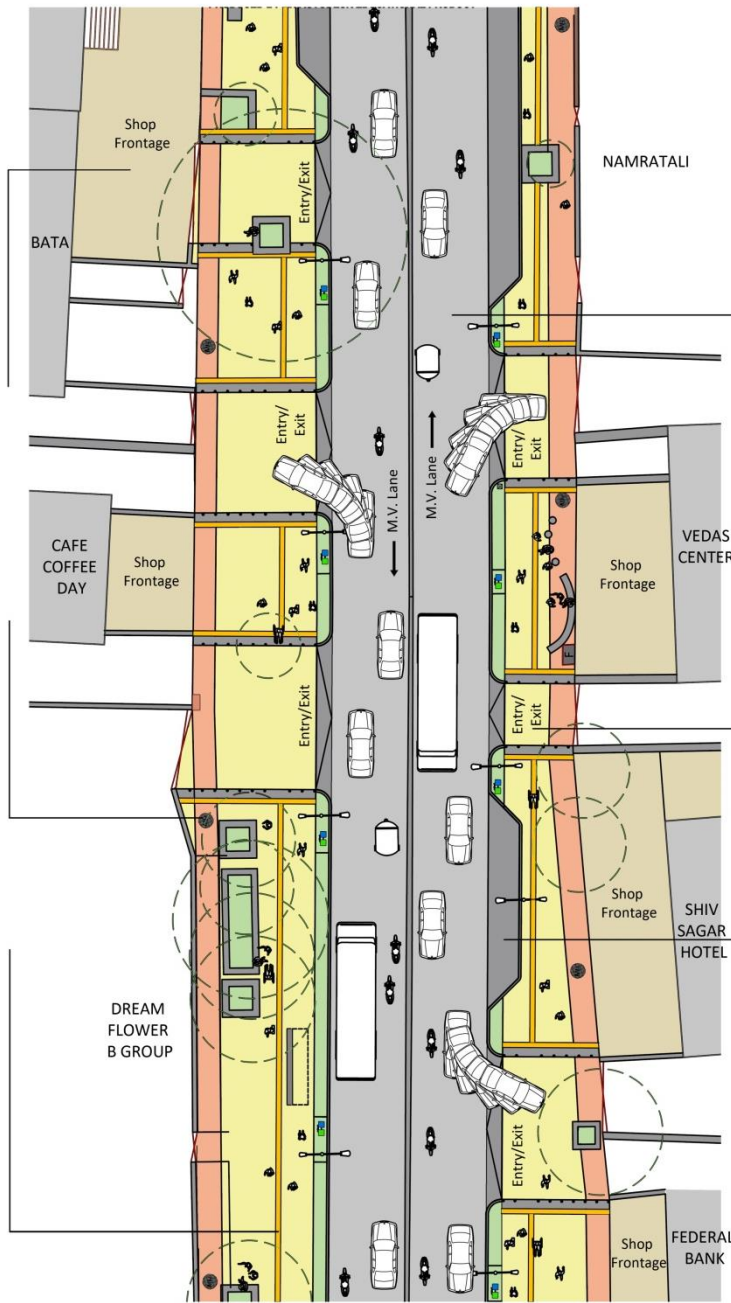 Shop
Frontage
Entry/Exit
NAMRATALI
BATA
Entry/
Exit
M.V. Lane
M.V. Lane
Entry/
Exit
CAFE
COFFEE
DAY
Shop
Frontage
Shop
Frontage
VEDAS
CENTER
F
Entry/Exit
Entry/
Exit
Shop
Frontage
SHIV
SAGAR
HOTEL
DREAM
FLOWER
B GROUP
Entry/Exit
Shop
Frontage
FEDERAL
BANK